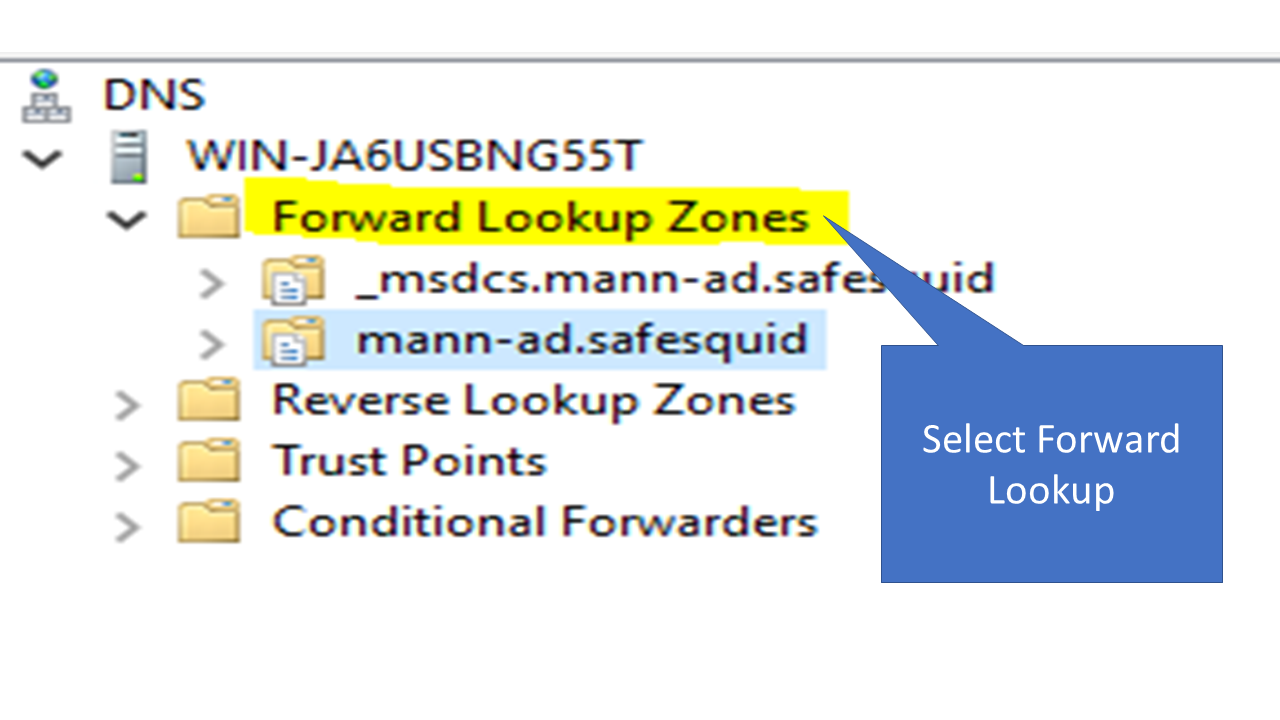 DNS
WIN-JA6USBNG55T
Forward Lookup Zones
_msdcs.mann-ad.safesquid
mann-ad.safesquid
Reverse Lookup Zones
Trust Points
Conditional Forwarders
Select Forward
Lookup